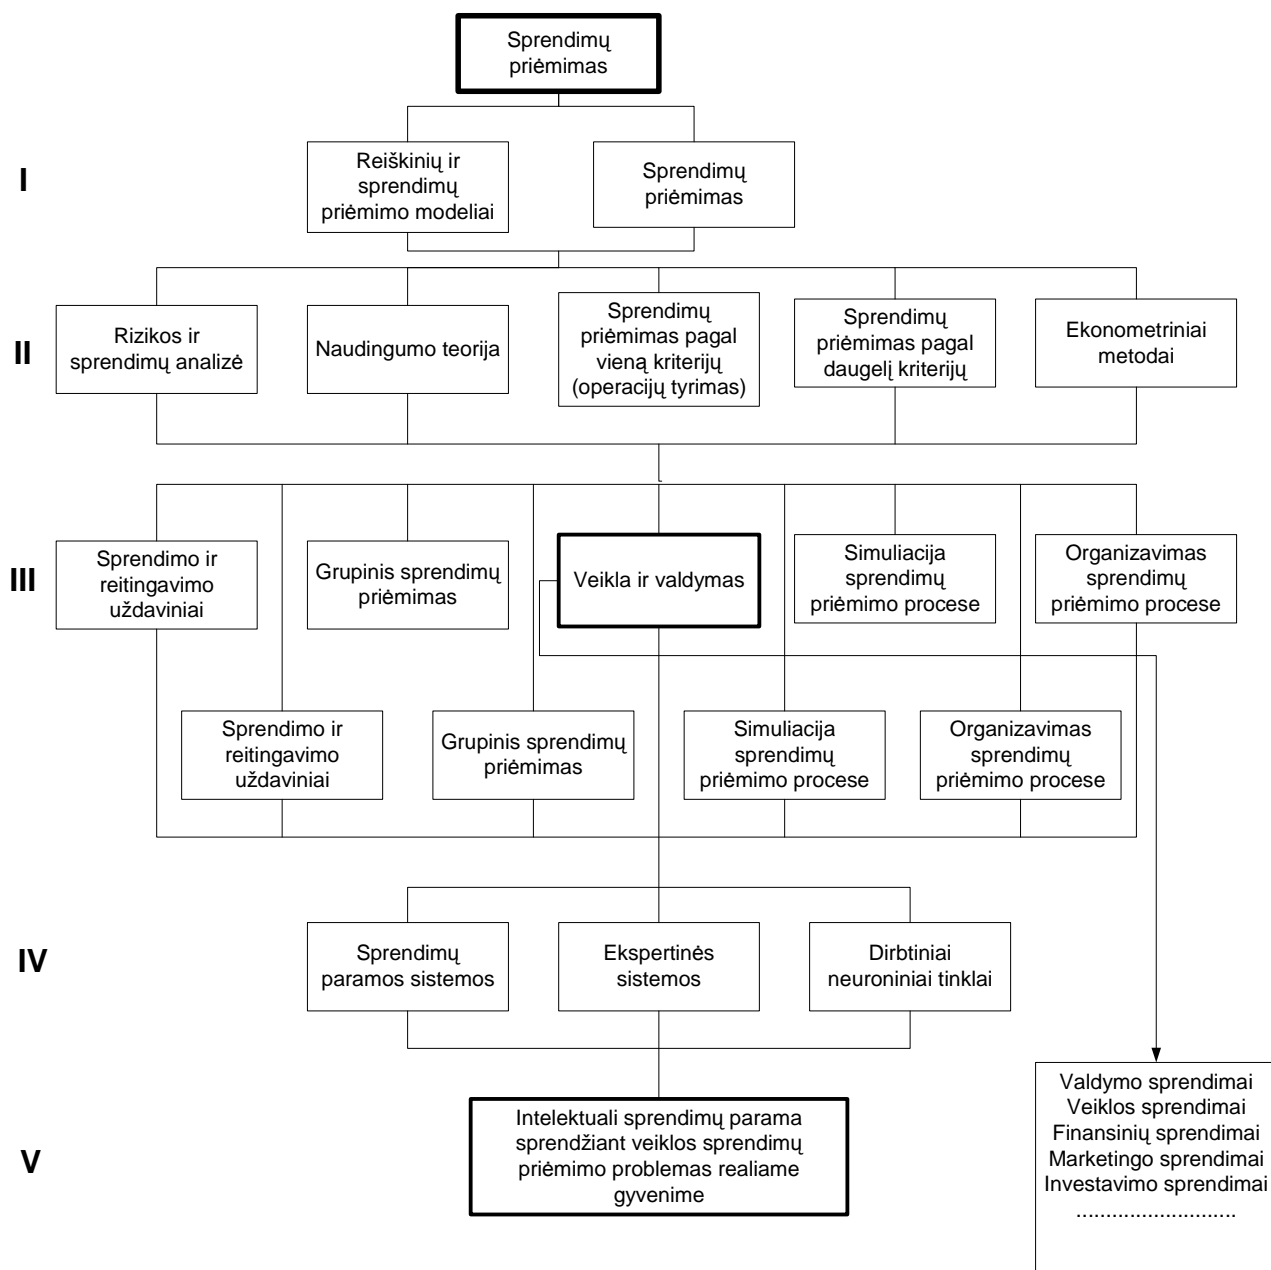 Sprendimų
priėmimas
I
Reiškinių ir
sprendimų
priėmimo modeliai
Sprendimų
priėmimas
II
Rizikos ir
sprendimų analizė
Naudingumo teorija
Sprendimų
priėmimas pagal
vieną kriterijų
(operacijų tyrimas)
Sprendimų
priėmimas pagal
daugelį kriterijų
Ekonometriniai
metodai
III
Sprendimo ir
reitingavimo
uždaviniai
Grupinis sprendimų
priėmimas
Veikla ir valdymas
Simuliacija
sprendimų
priėmimo procese
Organizavimas
sprendimų
priėmimo procese
Sprendimo ir
reitingavimo
uždaviniai
Grupinis sprendimų
priėmimas
Simuliacija
sprendimų
priėmimo procese
Organizavimas
sprendimų
priėmimo procese
IV
Sprendimų
paramos sistemos
Ekspertinės
sistemos
Dirbtiniai
neuroniniai tinklai
V
Intelektuali sprendimų parama
sprendžiant veiklos sprendimų
priėmimo problemas realiame
gyvenime
Valdymo sprendimai
Veiklos sprendimai
Finansinių sprendimai
Marketingo sprendimai
Investavimo sprendimai
...........................